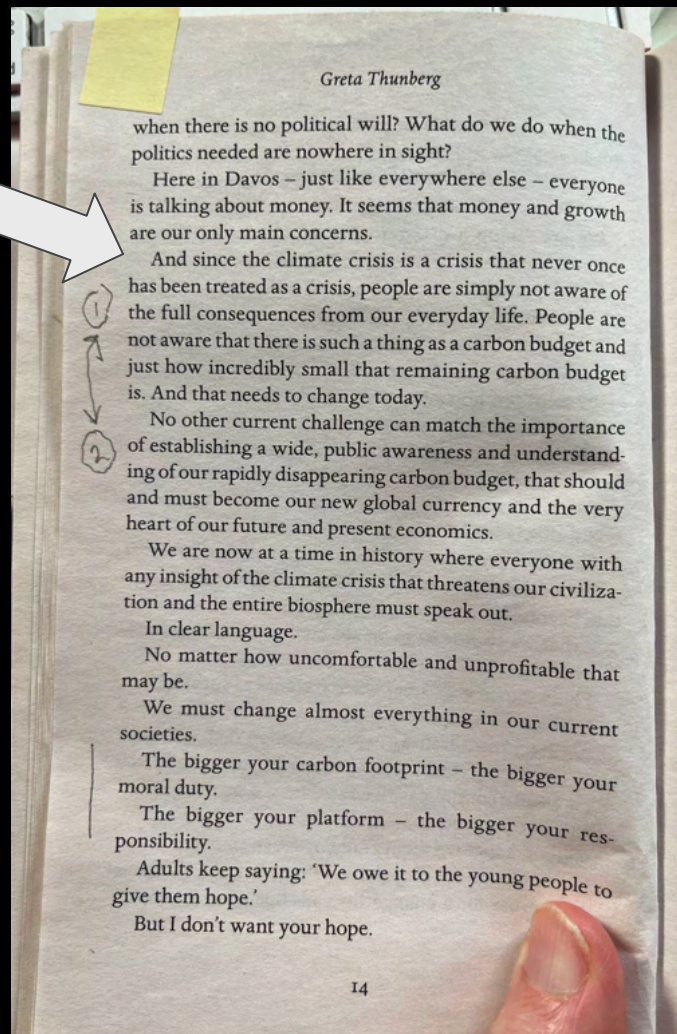 Greta Thunberg
when there is no political will? What do we do when the
politics needed are nowhere in sight?
Here in Davos – just like everywhere else – everyone
is talking about money. It seems that money and growth
are our only main concerns.
And since the climate crisis is a crisis that never once
has been treated as a crisis, people are simply not aware of
the full consequences from our everyday life. People are
not aware that there is such a thing as a carbon budget and
just how incredibly small that remaining carbon budget
is. And that needs to change today.
No other current challenge can match the importance
of establishing a wide, public awareness and understand-
ing of our rapidly disappearing carbon budget, that should
and must become our new global currency and the very
heart of our future and present economics.
We are now at a time in history where everyone with
any insight of the climate crisis that threatens our civiliza-
tion and the entire biosphere must speak out.
In clear language.
No matter how uncomfortable and unprofitable that
may be.
We must change almost everything in our current
societies.
The bigger your carbon footprint – the bigger your
moral duty.
The bigger your platform – the bigger your res-
ponsibility.
Adults keep saying: ‘We owe it to the young people to
give them hope.’
But I don’t want your hope.
14
1
2